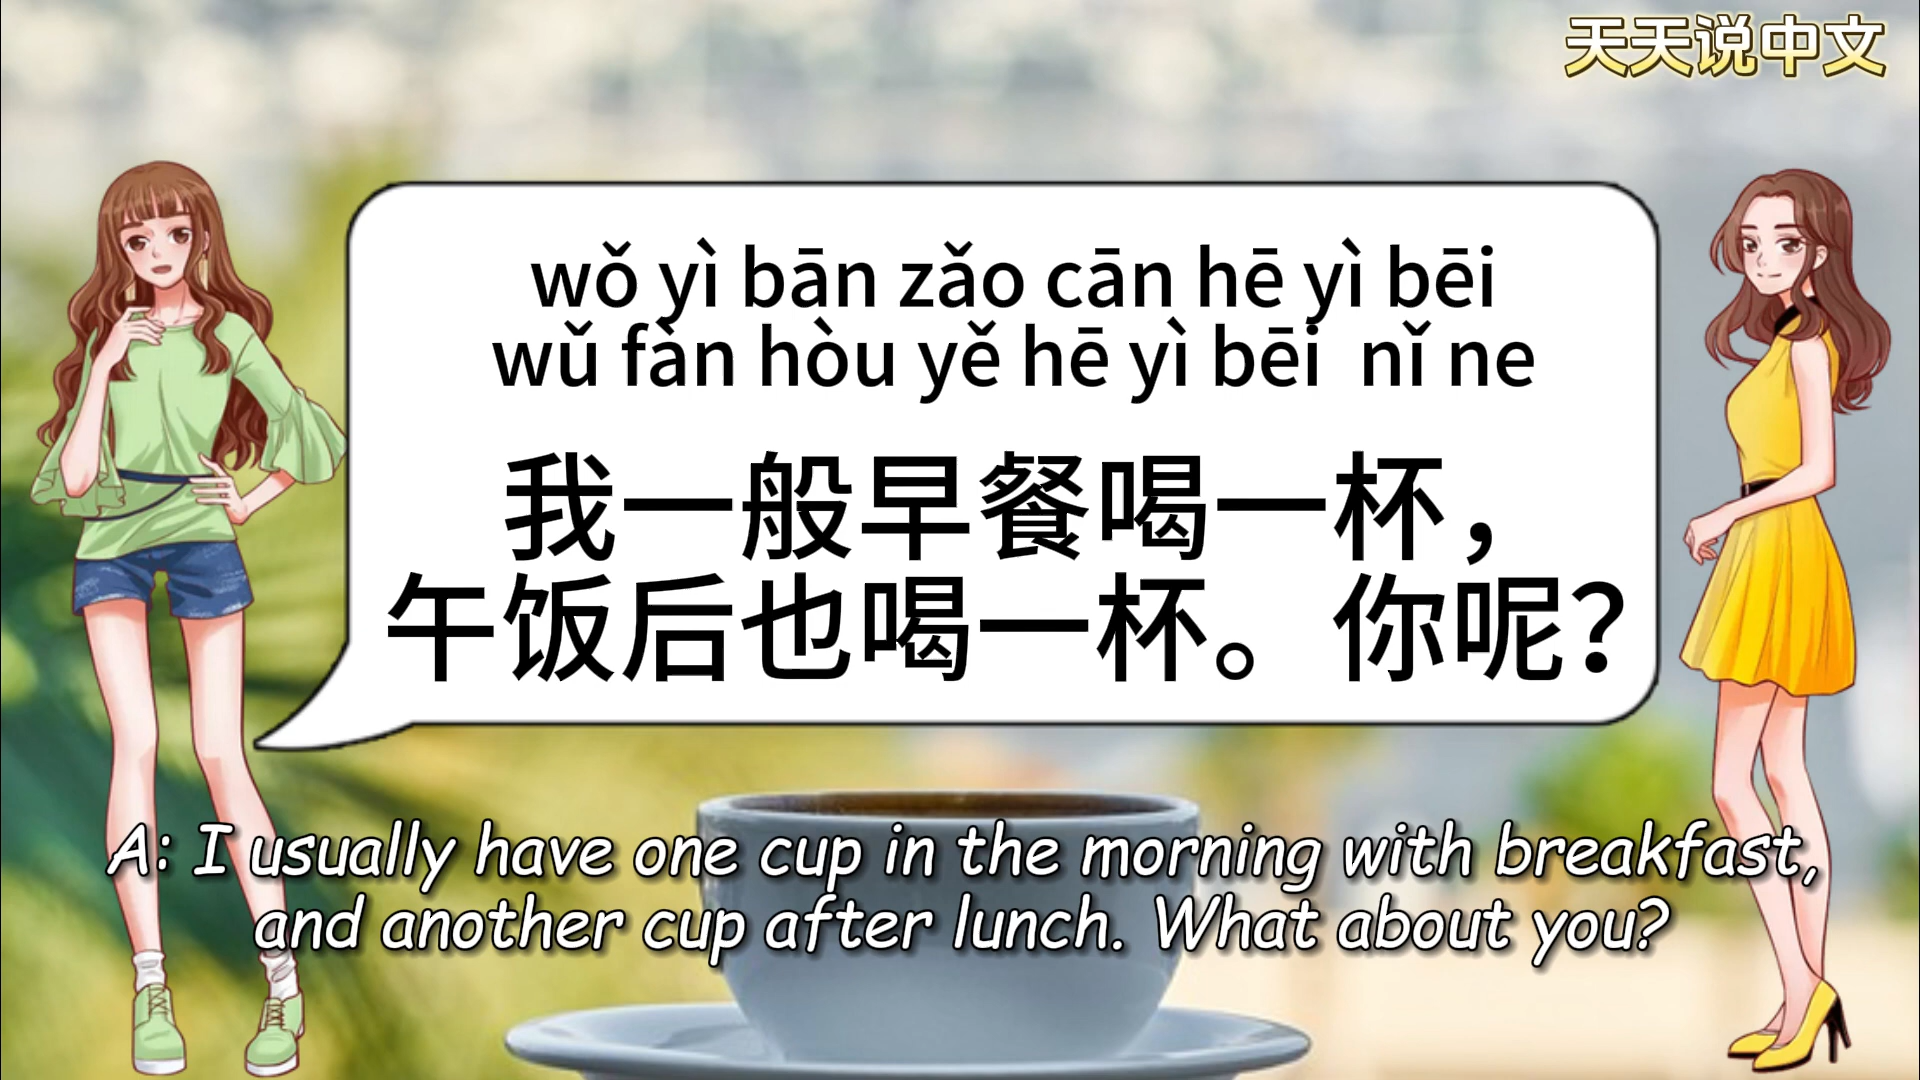 天天说中文
wǒ yì bān zǎo cān hē yì bēi
wǔ fàn hòu yě hē yì bēi  nǐ ne
我一般早餐喝一杯，
午饭后也喝一杯。你呢？
A: I usually have one cup in the morning with breakfast,
and another cup after lunch. What about you?